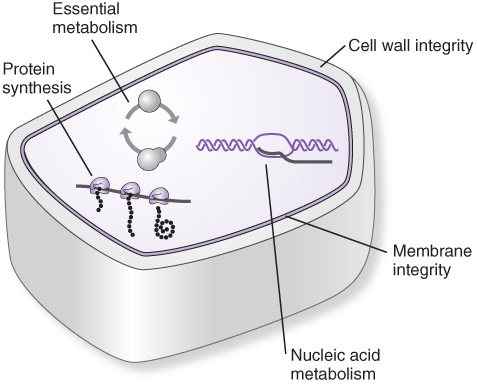 Essential
metabolism
Cell wall integrity
Protein
synthesis
Membrane
integrity
Nucleic acid
metabolism